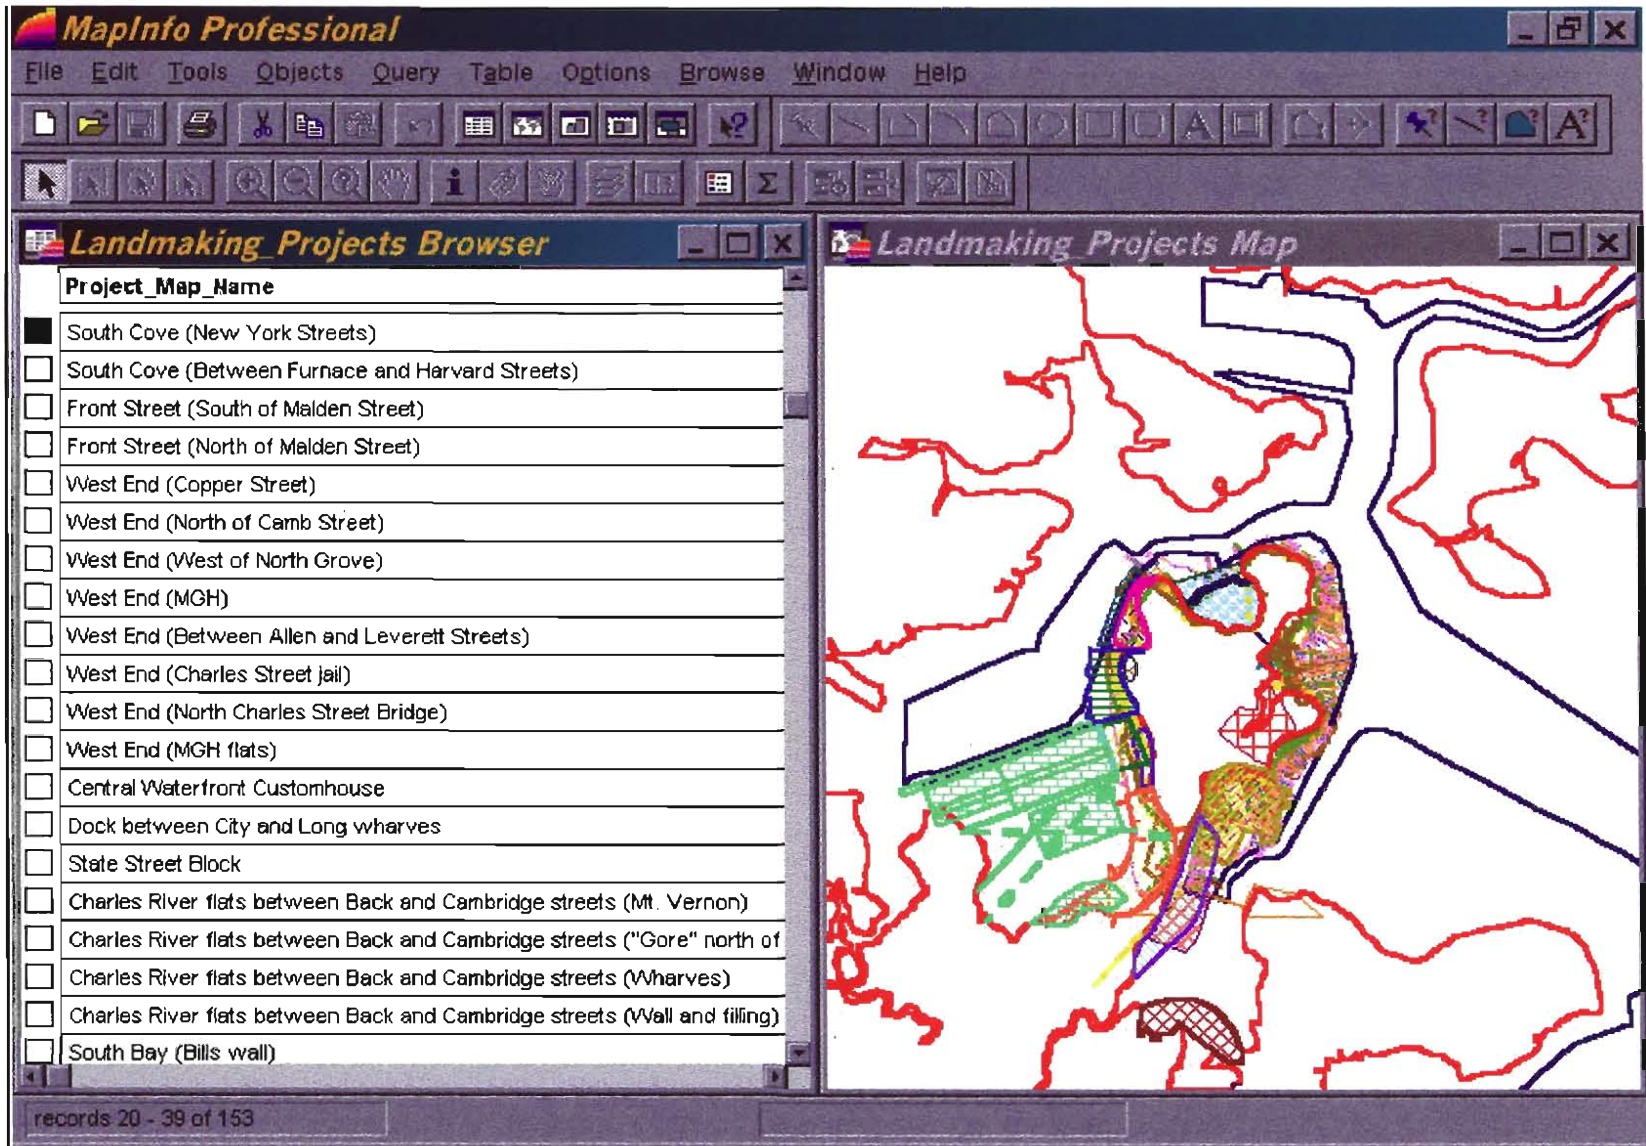 MapInfo Professional
File Edit Tools Objects Query Table Options Browse Window Help
Landmaking_Projects Browser
Landmaking_Projects Map
Project_Map_Name
South Cove (New York Streets)
South Cove (Between Furnace and Harvard Streets)
Front Street (South of Malden Street)
Front Street (North of Malden Street)
West End (Copper Street)
West End (North of Camb Street)
West End (West of North Grove)
West End (MGH)
West End (Between Allen and Leverett Streets)
West End (Charles Street jail)
West End (North Charles Street Bridge)
West End (MGH flats)
Central Waterfront Customhouse
Dock between City and Long wharves
State Street Block
Charles River flats between Back and Cambridge streets (Mt. Vernon)
Charles River flats between Back and Cambridge streets ("Gore" north of
Charles River flats between Back and Cambridge streets (Wharves)
Charles River flats between Back and Cambridge streets (Wall and filling)
South Bay (Bills wall)
records 20 - 39 of 153